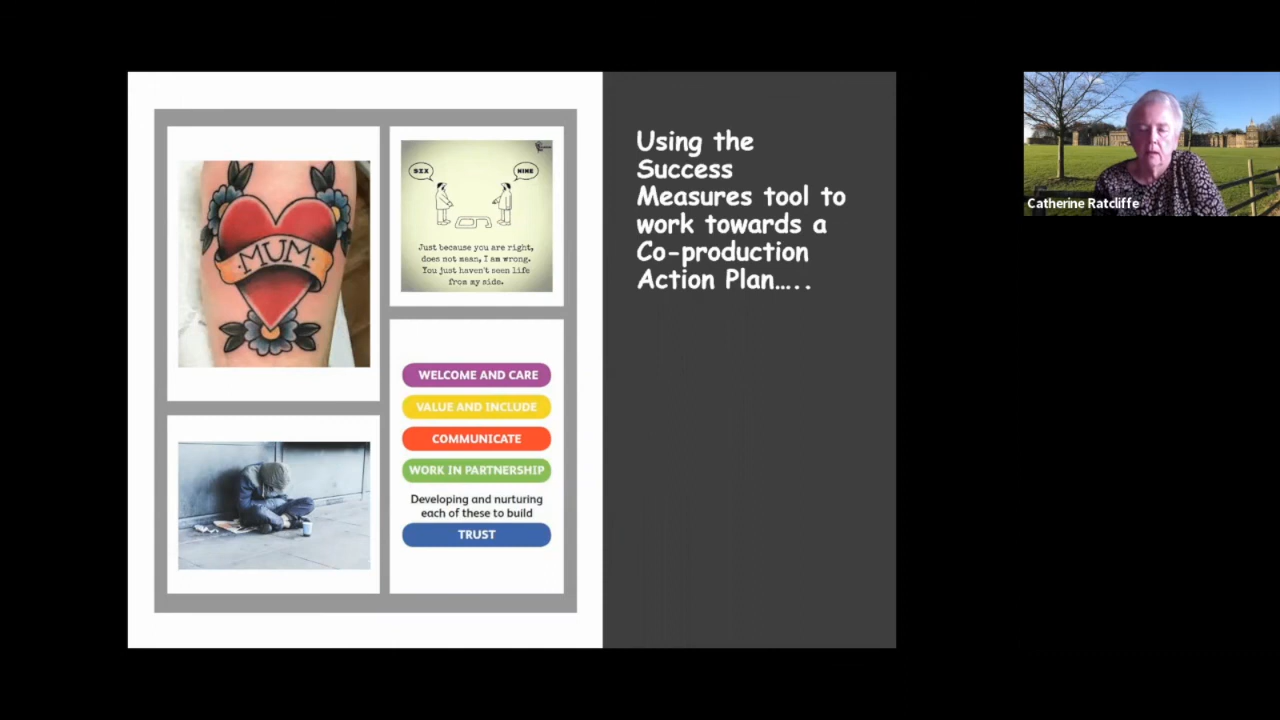 MUM
SIX
NINE
Just because you are right,
does not mean, I am wrong.
You just haven't seen life
from my side.
WELCOME AND CARE
VALUE AND INCLUDE
COMMUNICATE
WORK IN PARTNERSHIP
Developing and nurturing
each of these to build
TRUST
Using the
Success
Measures tool to
work towards a
Co-production
Action Plan…..
Catherine Ratcliffe